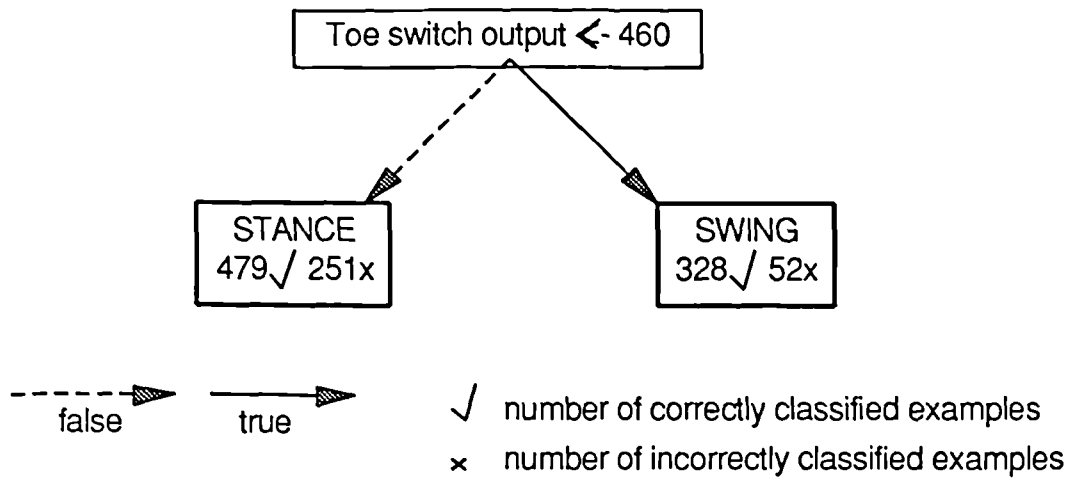 Toe switch output <- 460
STANCE
479√ 251x
SWING
328√ 52x
false
true
√ number of correctly classified examples
× number of incorrectly classified examples